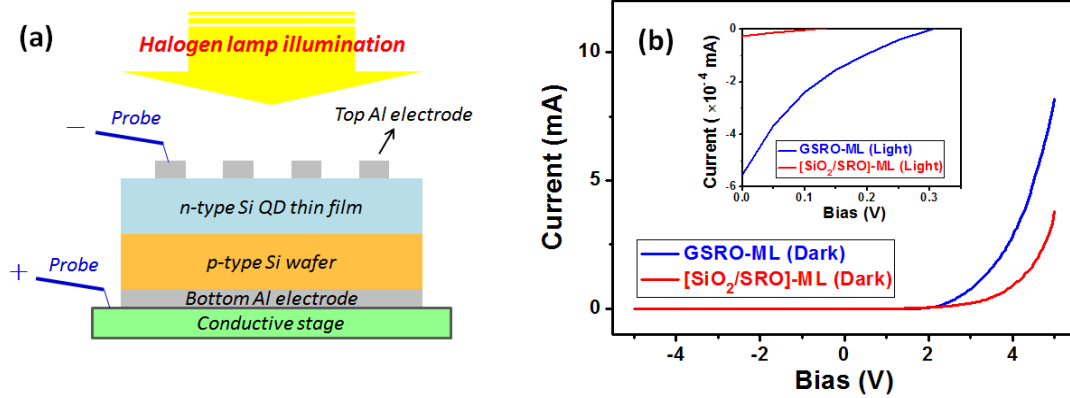 (a)
Halogen lamp illumination
Probe
Top Al electrode
−
n-type Si QD thin film
p-type Si wafer
+
Probe
Bottom Al electrode
Conductive stage
(b)
10
5
0
Current (mA)
-4
-2
0
2
4
Bias (V)
GSRO-ML (Dark)
[SiO₂/SRO]-ML (Dark)
0
-2
-4
-6
Current ( ×10⁻⁴ mA)
0.0
0.1
0.2
0.3
Bias (V)
GSRO-ML (Light)
[SiO₂/SRO]-ML (Light)